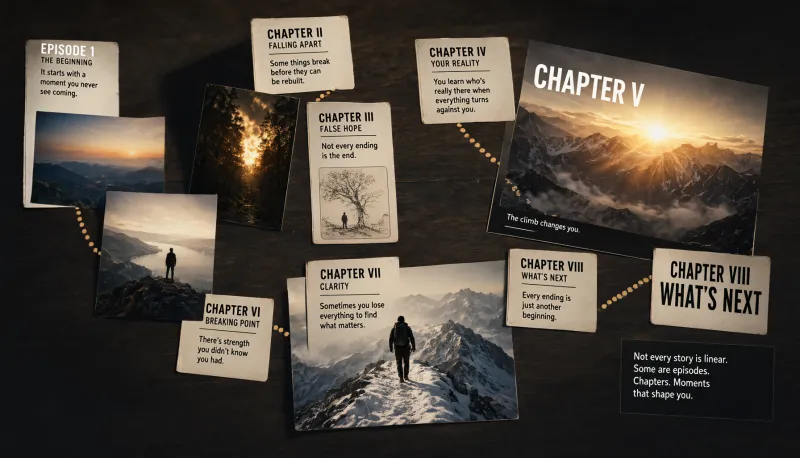 EPISODE 1
THE BEGINNING
It starts with a
moment you never
see coming.
CHAPTER II
FALLING APART
Some things break
before they can
be rebuilt.
CHAPTER III
FALSE HOPE
Not every ending
is the end.
CHAPTER IV
YOUR REALITY
You learn who's
really there when
everything turns
against you.
CHAPTER V
The climb changes you.
CHAPTER VI
BREAKING POINT
There's strength
you didn't know
you had.
CHAPTER VII
CLARITY
Sometimes you lose
everything to find
what matters.
CHAPTER VIII
WHAT'S NEXT
Every ending is
just another
beginning.
CHAPTER VIII
WHAT'S NEXT
Not every story is linear.
Some are episodes.
Chapters. Moments
that shape you.